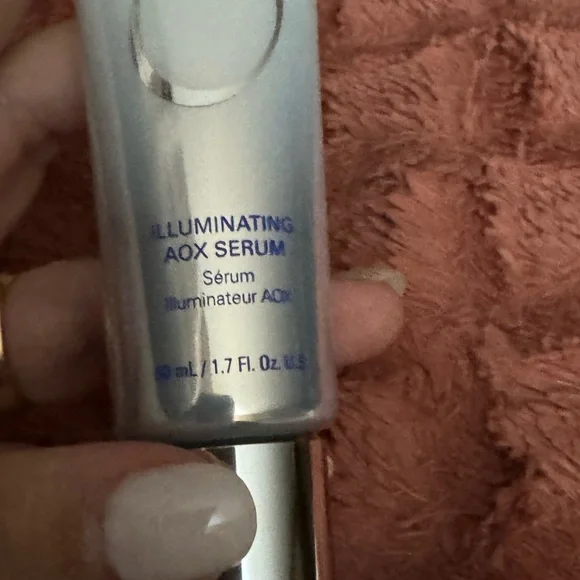 ILLUMINATING
AOX SERUM
Sérum
illuminateur AOX
50 mL / 1.7 Fl. Oz. U.S